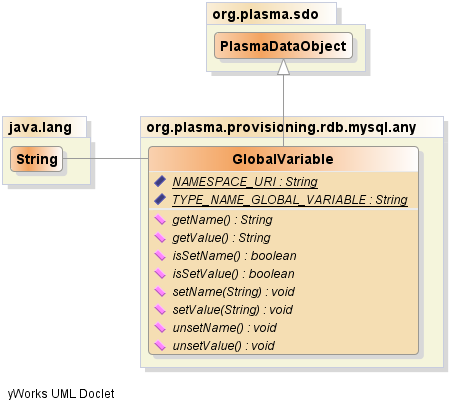 org.plasma.sdo
PlasmaDataObject
java.lang
String
org.plasma.provisioning.rdb.mysql.any
GlobalVariable
NAMESPACE_URI : String
TYPE_NAME_GLOBAL_VARIABLE : String
getName() : String
getValue() : String
isSetName() : boolean
isSetValue() : boolean
setName(String) : void
setValue(String) : void
unsetName() : void
unsetValue() : void
yWorks UML Doclet